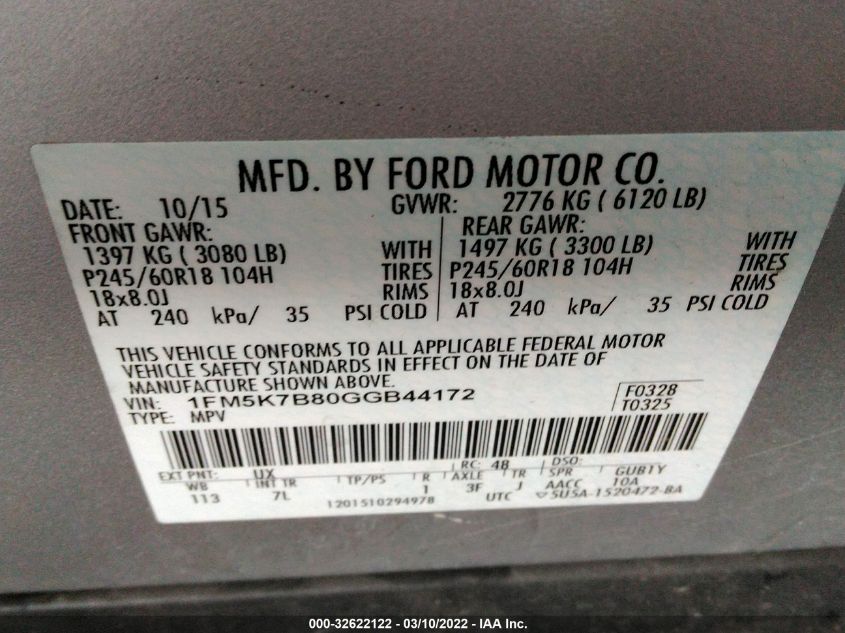 MFD. BY FORD MOTOR CO.
DATE: 10/15 GVWR: 2776 KG ( 6120 LB)
FRONT GAWR: REAR GAWR:
1397 KG ( 3080 LB) WITH 1497 KG ( 3300 LB) WITH
P245/60R18 104H TIRES P245/60R18 104H TIRES
18x8.0J RIMS 18x8.0J RIMS
AT 240 kPa/ 35 PSI COLD AT 240 kPa/ 35 PSI COLD
THIS VEHICLE CONFORMS TO ALL APPLICABLE FEDERAL MOTOR
VEHICLE SAFETY STANDARDS IN EFFECT ON THE DATE OF
MANUFACTURE SHOWN ABOVE.
VIN: 1FM5K7B80GGB44172 F0328
TYPE: MPV T0325
EXT PNT: UX RC: 48 DSO:
WB INT TR TP/PS R AXLE TR SPR GUB1Y
113 7L 1 3F J AACC 10A
1201510294978 UTC ▽5U5A-1520472-BA
000-32622122 - 03/10/2022 - IAA Inc.